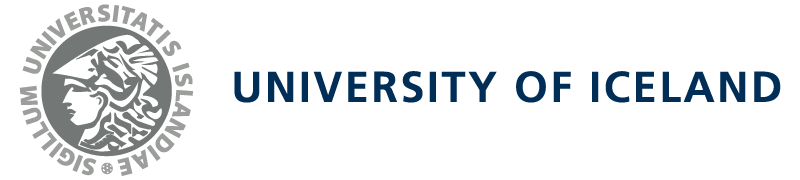 SIGILLUM UNIVERSITATIS ISLANDIAE
UNIVERSITY OF ICELAND